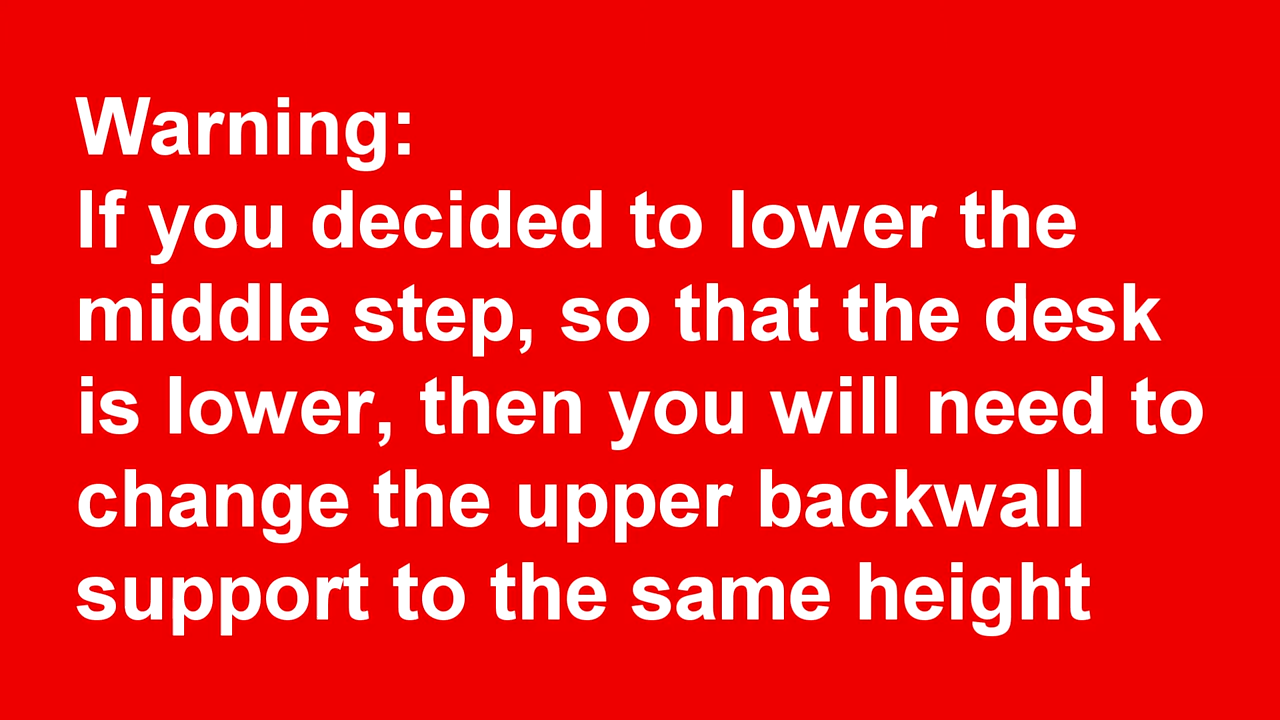 Warning:
If you decided to lower the
middle step, so that the desk
is lower, then you will need to
change the upper backwall
support to the same height